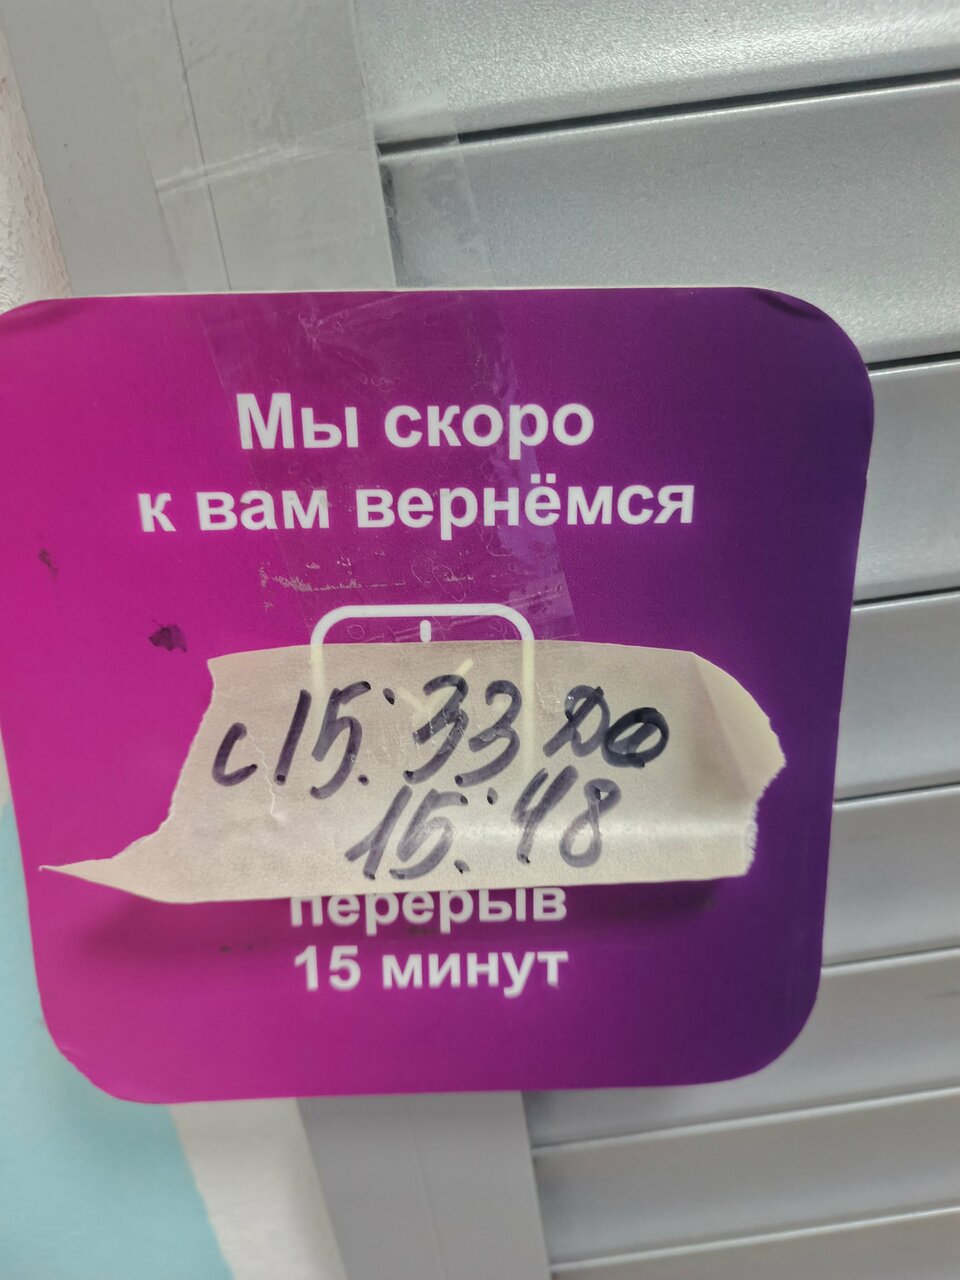 Мы скоро
к вам вернёмся
с 15:33 до
15:48
перерыв
15 минут